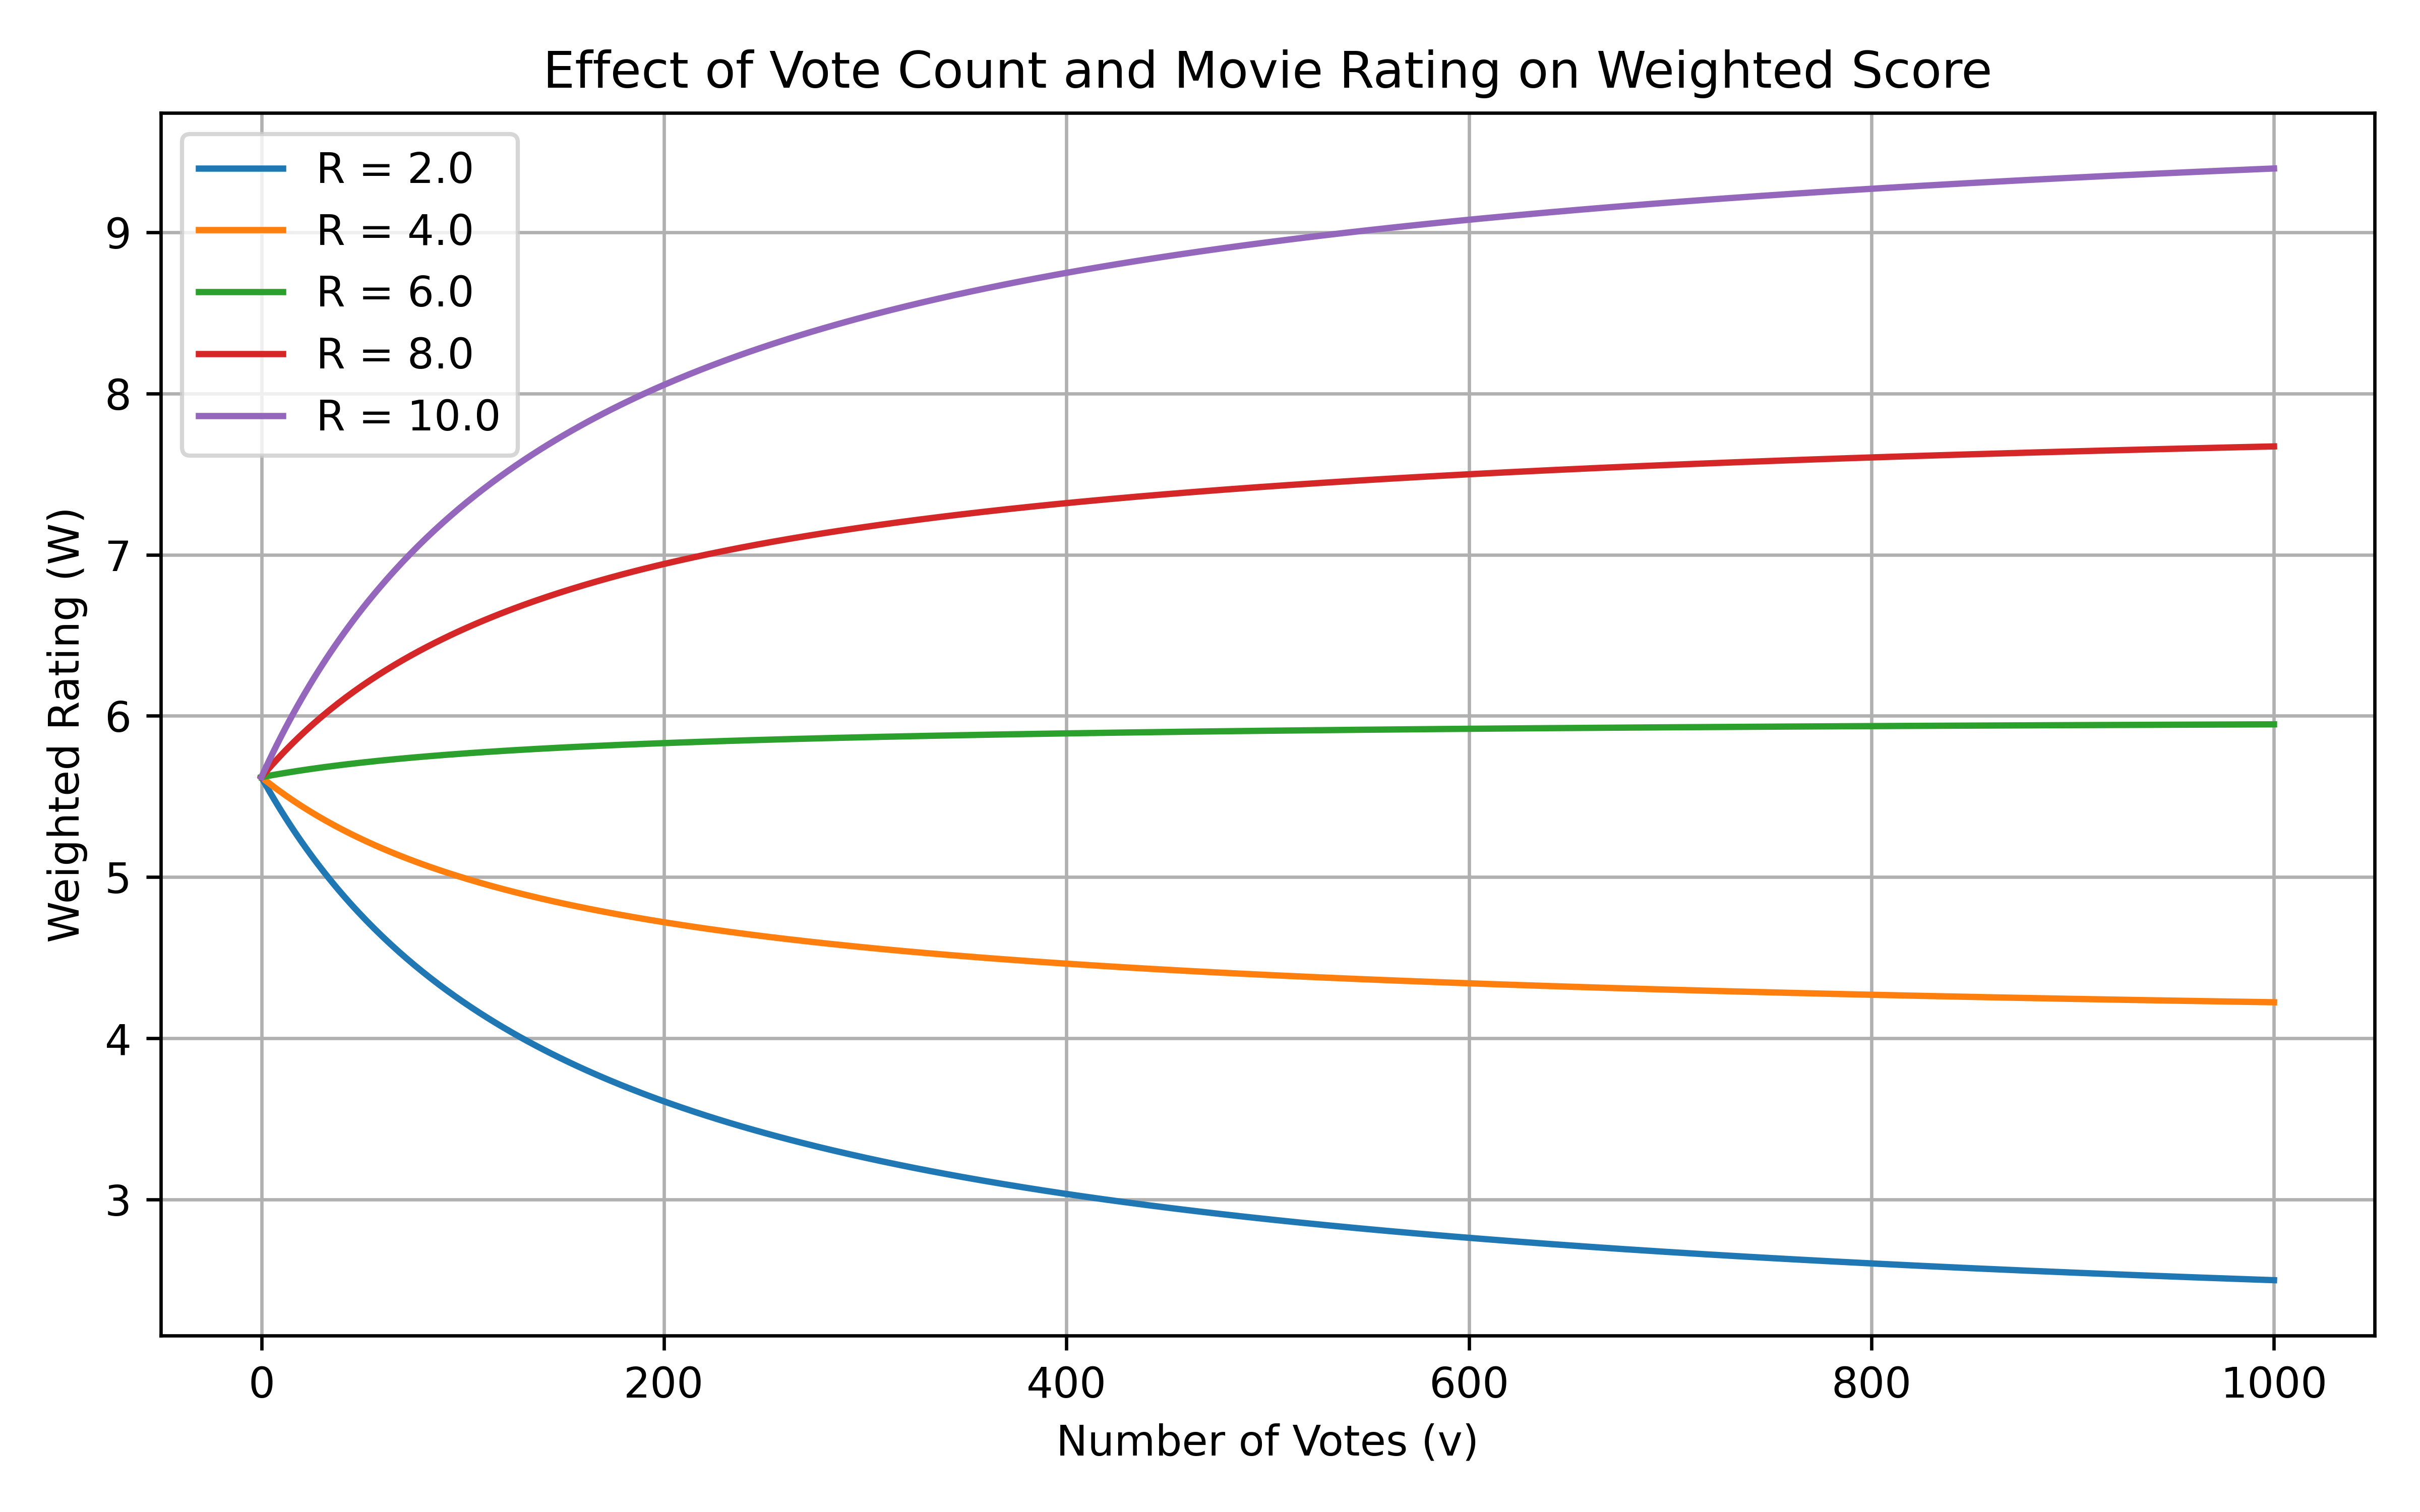 Effect of Vote Count and Movie Rating on Weighted Score
R = 2.0
R = 4.0
R = 6.0
R = 8.0
R = 10.0
Weighted Rating (W)
9
8
7
6
5
4
3
0 200 400 600 800 1000
Number of Votes (v)